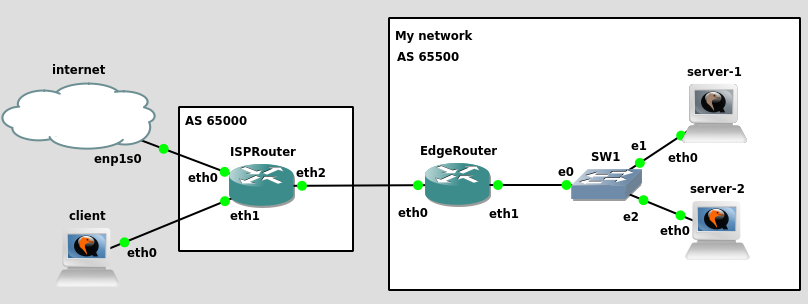 internet
enp1s0
client
eth0
AS 65000
ISPRouter
eth0
eth1
eth2
My network
AS 65500
EdgeRouter
eth0
eth1
SW1
e0
e1
e2
server-1
eth0
server-2
eth0